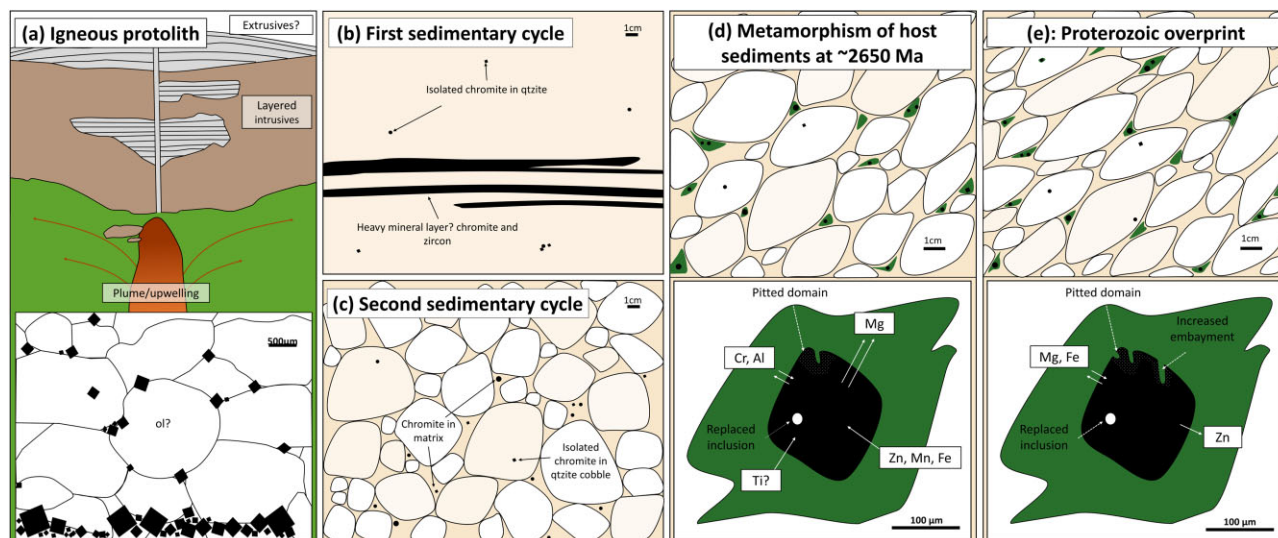 (a) Igneous protolith
Extrusives?
Layered
intrusives
Plume/upwelling
500μm
ol?
(b) First sedimentary cycle
1cm
Isolated chromite in qtzite
Heavy mineral layer? chromite and
zircon
(c) Second sedimentary cycle
1cm
Chromite in
matrix
Isolated
chromite in
qtzite cobble
(d) Metamorphism of host
sediments at ~2650 Ma
1cm
Pitted domain
Mg
Cr, Al
Replaced
inclusion
Zn, Mn, Fe
Ti?
100 μm
(e): Proterozoic overprint
1cm
Pitted domain
Increased
embayment
Mg, Fe
Replaced
inclusion
Zn
100 μm